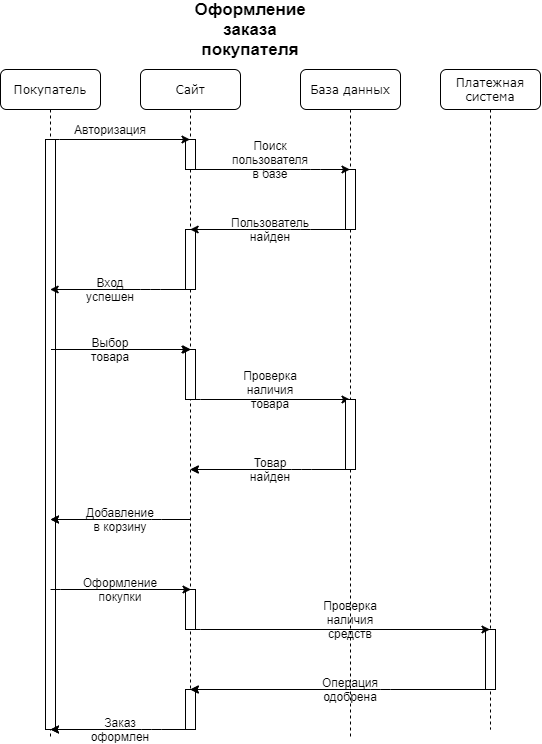 Оформление
заказа
покупателя
Покупатель
Сайт
База данных
Платежная
система
Авторизация
Поиск
пользователя
в базе
Пользователь
найден
Вход
успешен
Выбор
товара
Проверка
наличия
товара
Товар
найден
Добавление
в корзину
Оформление
покупки
Проверка
наличия
средств
Операция
одобрена
Заказ
оформлен